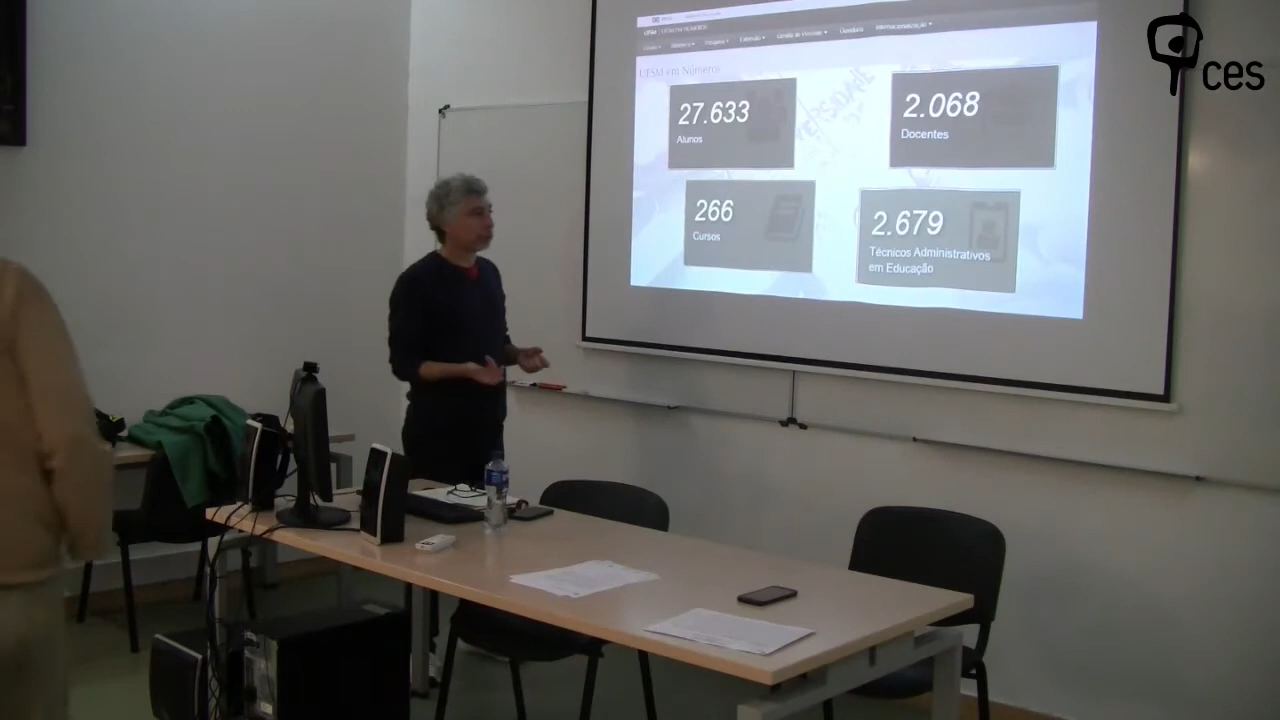 ces
UFSM em Números
27.633
Alunos
2.068
Docentes
266
Cursos
2.679
Técnicos Administrativos
em Educação